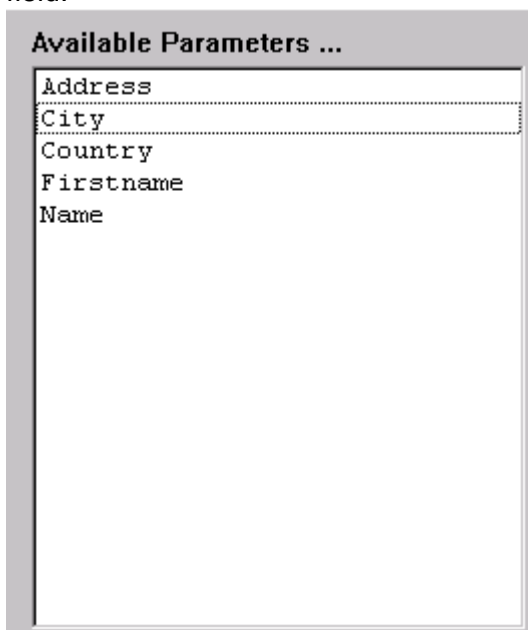 Available Parameters ...
Address
City
Country
Firstname
Name